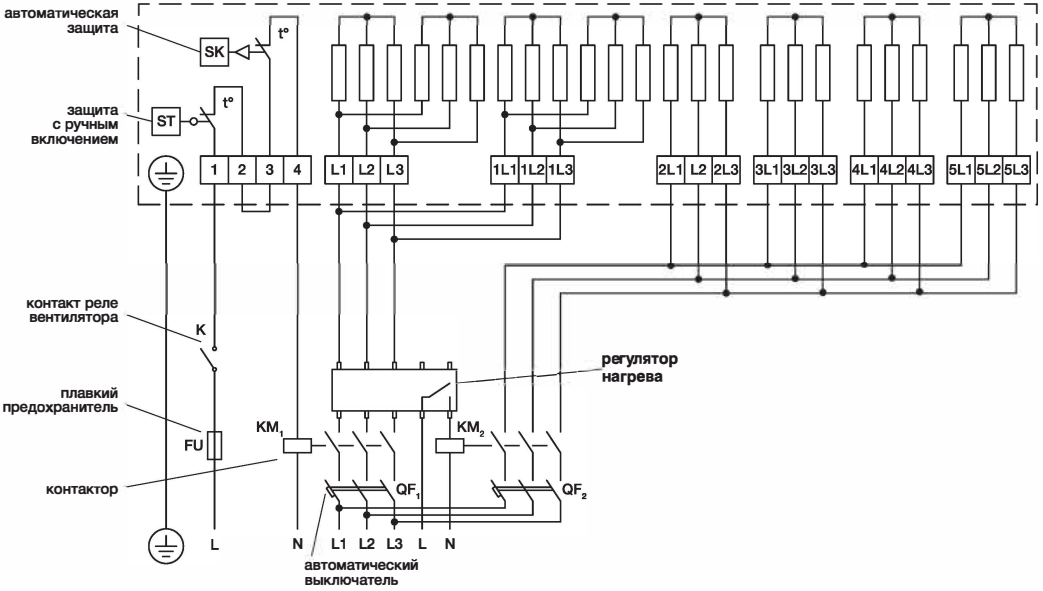 автоматическая
защита
SK
t°
защита
с ручным
включением
ST
t°
1 2 3 4
L1 L2 L3
1L1 1L2 1L3
2L1 L2 2L3
3L1 3L2 3L3
4L1 4L2 4L3
5L1 5L2 5L3
контакт реле
вентилятора
K
регулятор
нагрева
плавкий
предохранитель
FU
KM1
KM2
контактор
QF1
QF2
L N L1 L2 L3 L N
автоматический
выключатель